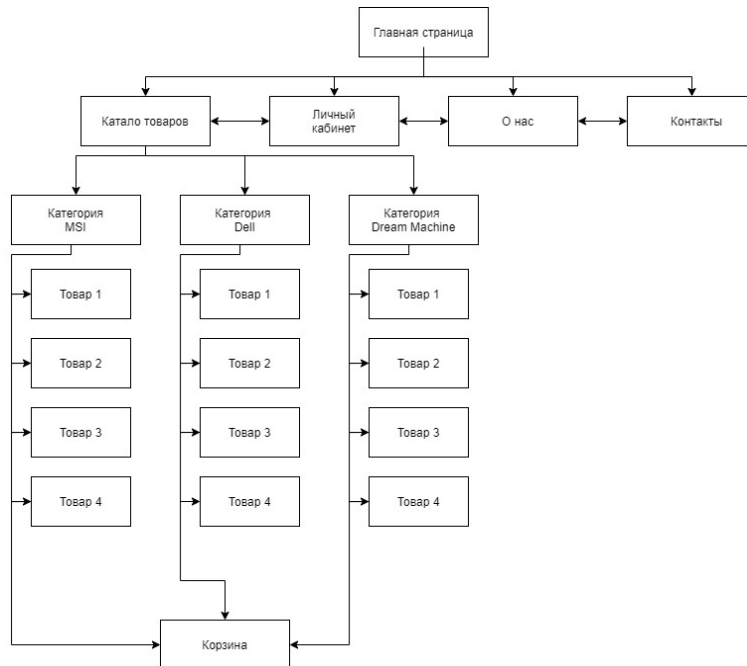 Главная страница
Катало товаров
Личный
кабинет
О нас
Контакты
Категория
MSI
Категория
Dell
Категория
Dream Machine
Товар 1
Товар 1
Товар 1
Товар 2
Товар 2
Товар 2
Товар 3
Товар 3
Товар 3
Товар 4
Товар 4
Товар 4
Корзина